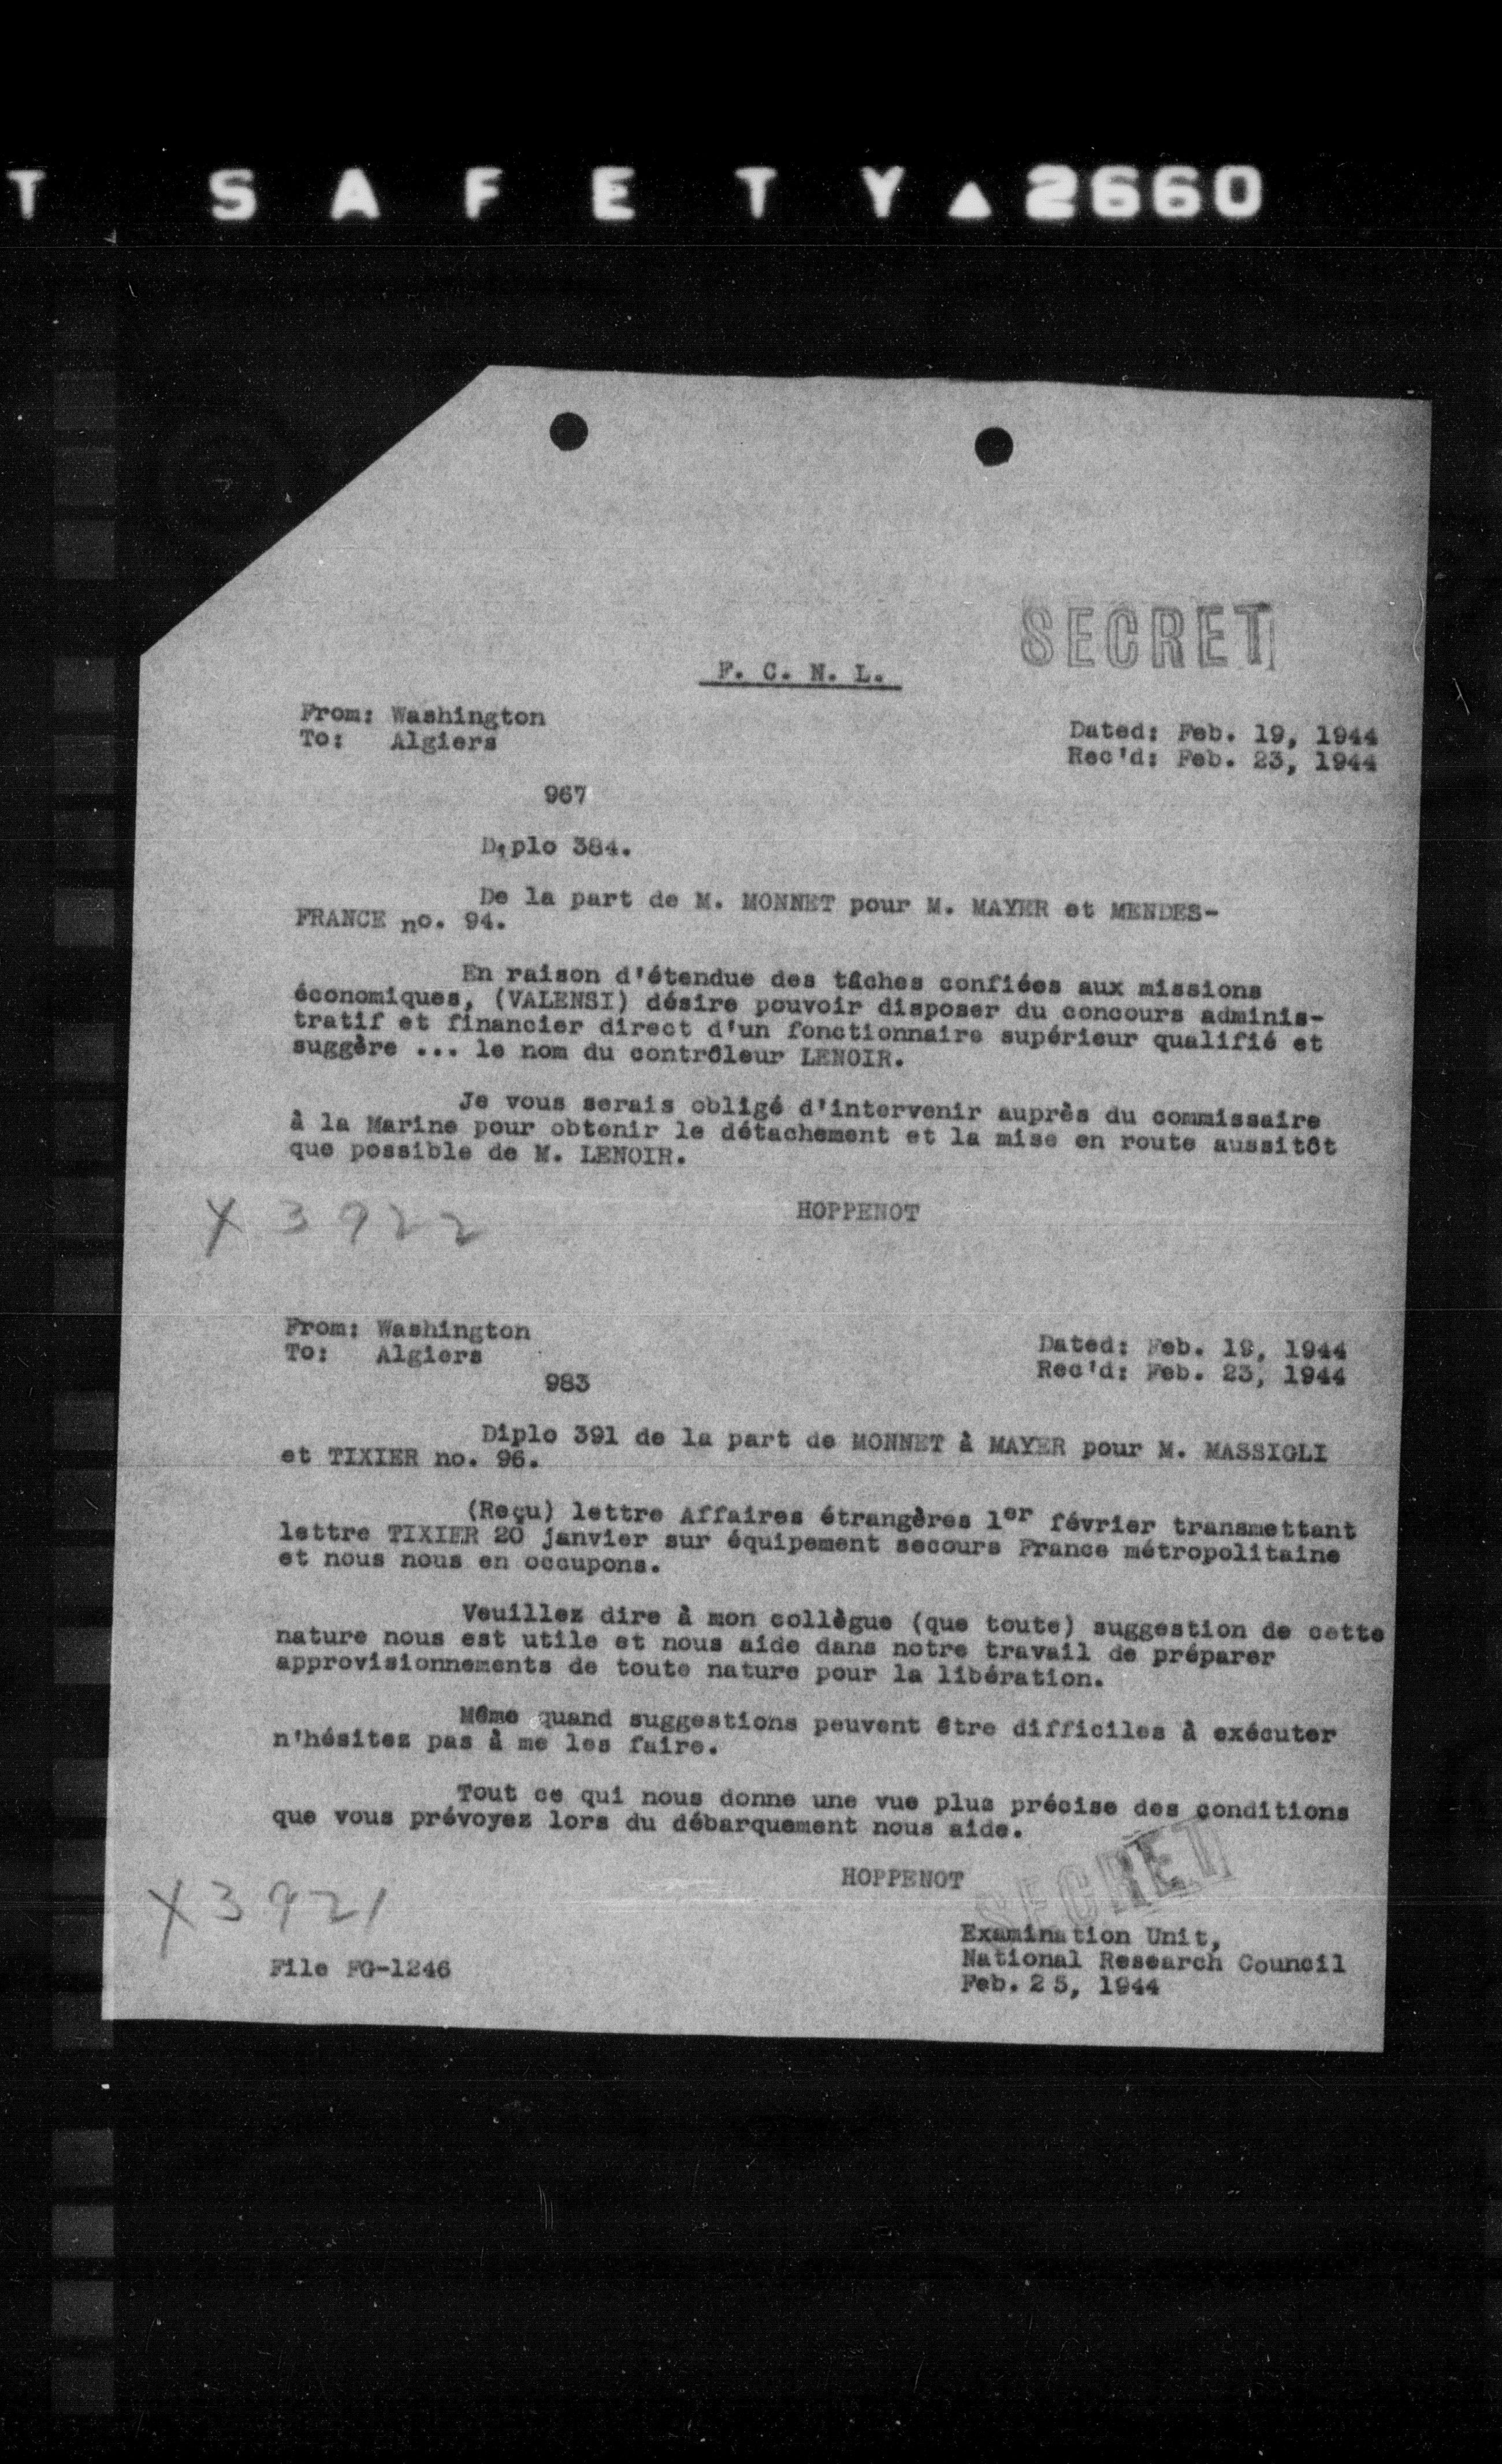 T S A F E T Y ▲ 2660
SECRET
F. C. N. L.
From: Washington
To: Algiers
Dated: Feb. 19, 1944
Rec'd: Feb. 23, 1944
967
Diplo 384.
De la part de M. MONNET pour M. MAYER et MENDES-
FRANCE no. 94.
En raison d'étendue des tâches confiées aux missions
économiques, (VALENSI) désire pouvoir disposer du concours adminis-
tratif et financier direct d'un fonctionnaire supérieur qualifié et
suggère ... le nom du contrôleur LENOIR.
Je vous serais obligé d'intervenir auprès du commissaire
à la Marine pour obtenir le détachement et la mise en route aussitôt
que possible de M. LENOIR.
HOPPENOT
X 3922
From: Washington
To: Algiers
Dated: Feb. 19, 1944
Rec'd: Feb. 23, 1944
983
Diplo 391 de la part de MONNET à MAYER pour M. MASSIGLI
et TIXIER no. 96.
(Reçu) lettre Affaires étrangères 1er février transmettant
lettre TIXIER 20 janvier sur équipement secours France métropolitaine
et nous nous en occupons.
Veuillez dire à mon collègue (que toute) suggestion de cette
nature nous est utile et nous aide dans notre travail de préparer
approvisionnements de toute nature pour la libération.
Même quand suggestions peuvent être difficiles à exécuter
n'hésitez pas à me les faire.
Tout ce qui nous donne une vue plus précise des conditions
que vous prévoyez lors du débarquement nous aide.
HOPPENOT
SECRET
X 3921
Examination Unit,
National Research Council
Feb. 25, 1944
File FG-1246